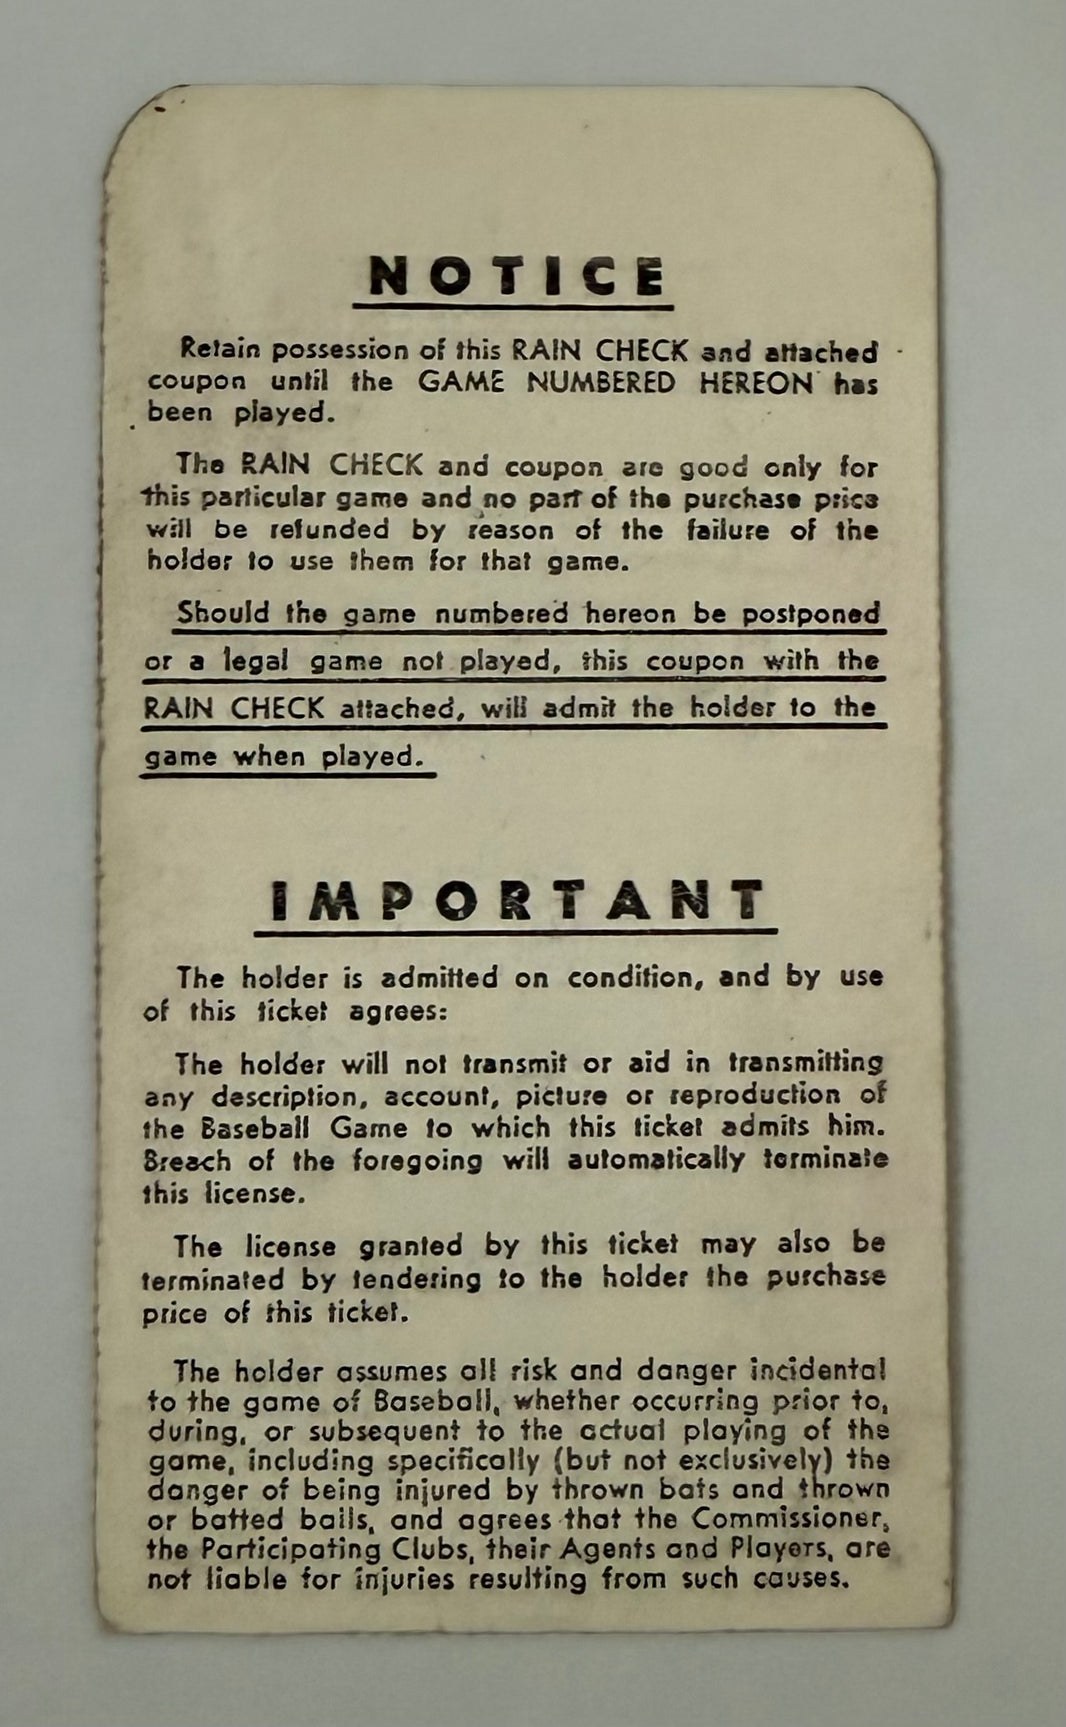 NOTICE
Retain possession of this RAIN CHECK and attached
coupon until the GAME NUMBERED HEREON has
been played.
The RAIN CHECK and coupon are good only for
this particular game and no part of the purchase price
will be refunded by reason of the failure of the
holder to use them for that game.
Should the game numbered hereon be postponed
or a legal game not played, this coupon with the
RAIN CHECK attached, will admit the holder to the
game when played.
IMPORTANT
The holder is admitted on condition, and by use
of this ticket agrees:
The holder will not transmit or aid in transmitting
any description, account, picture or reproduction of
the Baseball Game to which this ticket admits him.
Breach of the foregoing will automatically terminate
this license.
The license granted by this ticket may also be
terminated by tendering to the holder the purchase
price of this ticket.
The holder assumes all risk and danger incidental
to the game of Baseball, whether occurring prior to,
during, or subsequent to the actual playing of the
game, including specifically (but not exclusively) the
danger of being injured by thrown bats and thrown
or batted balls, and agrees that the Commissioner,
the Participating Clubs, their Agents and Players, are
not liable for injuries resulting from such causes.